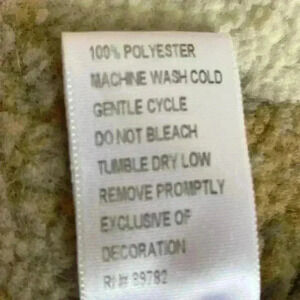 100% POLYESTER
MACHINE WASH COLD
GENTLE CYCLE
DO NOT BLEACH
TUMBLE DRY LOW
REMOVE PROMPTLY
EXCLUSIVE OF
DECORATION
RN# 89782